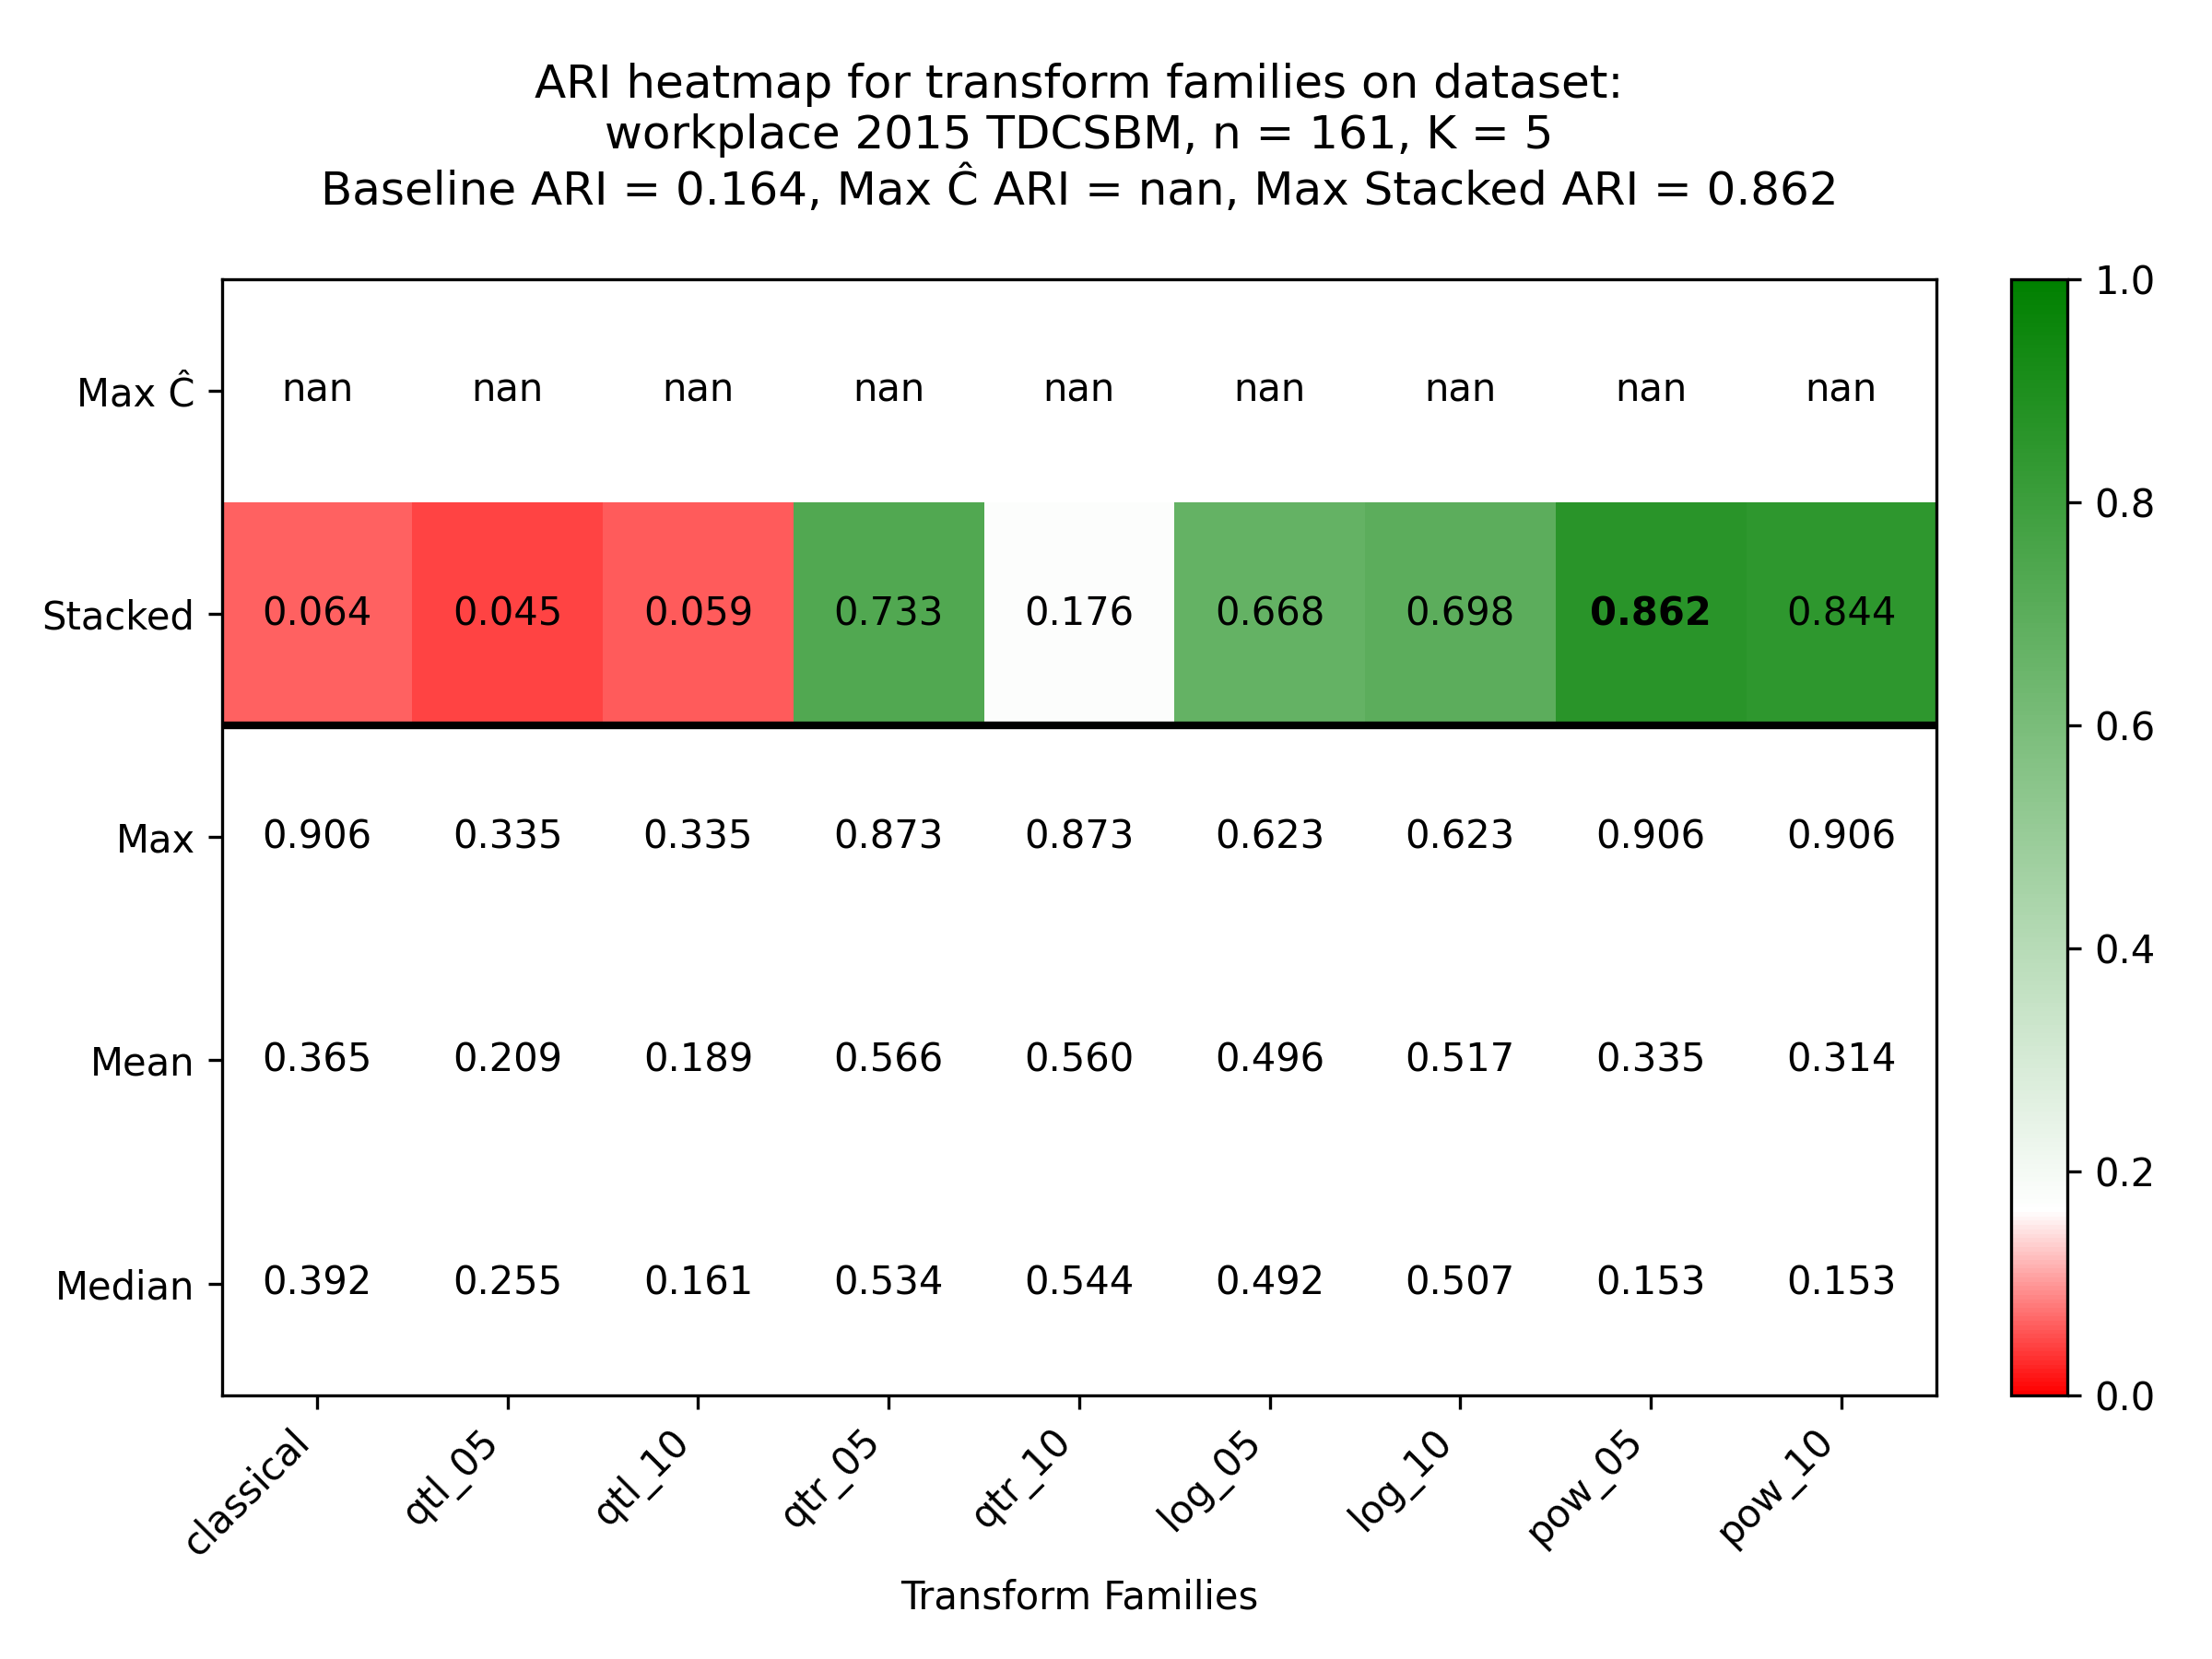 ARI heatmap for transform families on dataset:
workplace 2015 TDCSBM, n = 161, K = 5
Baseline ARI = 0.164, Max Ĉ ARI = nan, Max Stacked ARI = 0.862
Max Ĉ nan nan nan nan nan nan nan nan nan
Stacked 0.064 0.045 0.059 0.733 0.176 0.668 0.698 0.862 0.844
Max 0.906 0.335 0.335 0.873 0.873 0.623 0.623 0.906 0.906
Mean 0.365 0.209 0.189 0.566 0.560 0.496 0.517 0.335 0.314
Median 0.392 0.255 0.161 0.534 0.544 0.492 0.507 0.153 0.153
classical qtl_05 qtl_10 qtr_05 qtr_10 log_05 log_10 pow_05 pow_10
Transform Families
1.0
0.8
0.6
0.4
0.2
0.0